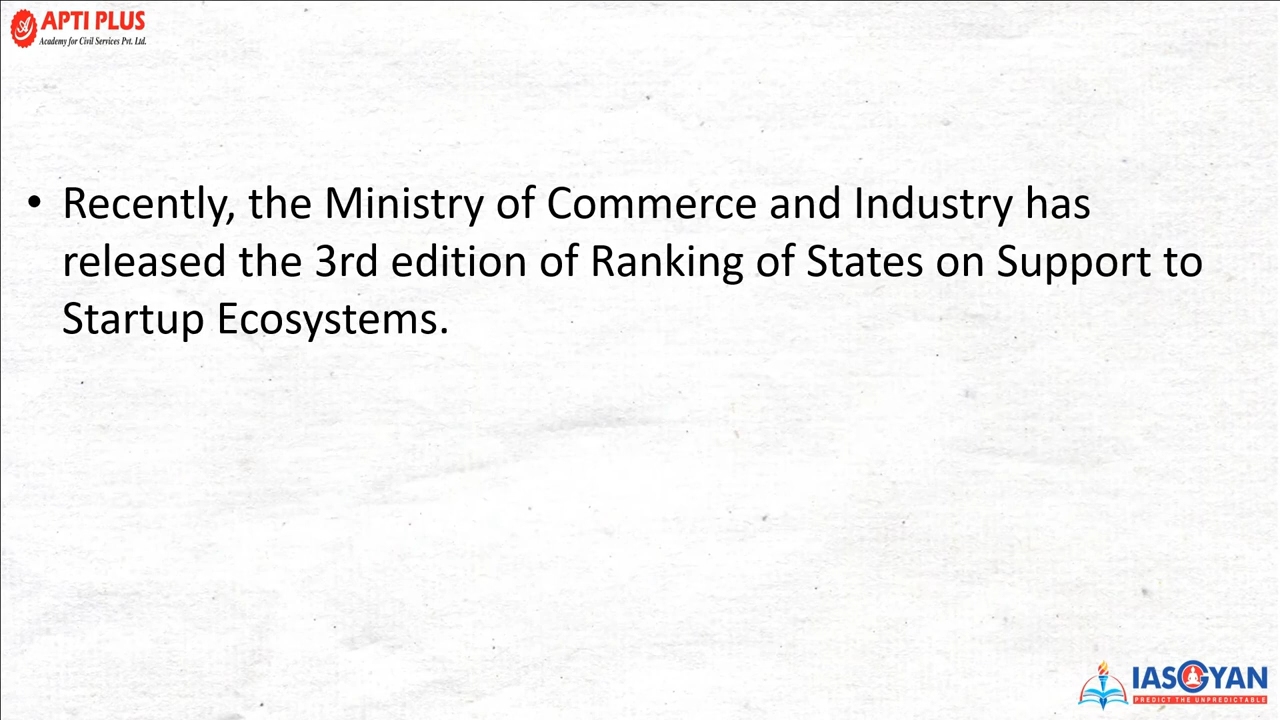 APTI PLUS
Academy for Civil Services Pvt. Ltd.
• Recently, the Ministry of Commerce and Industry has
released the 3rd edition of Ranking of States on Support to
Startup Ecosystems.
IASGYAN
PREDICT THE UNPREDICTABLE